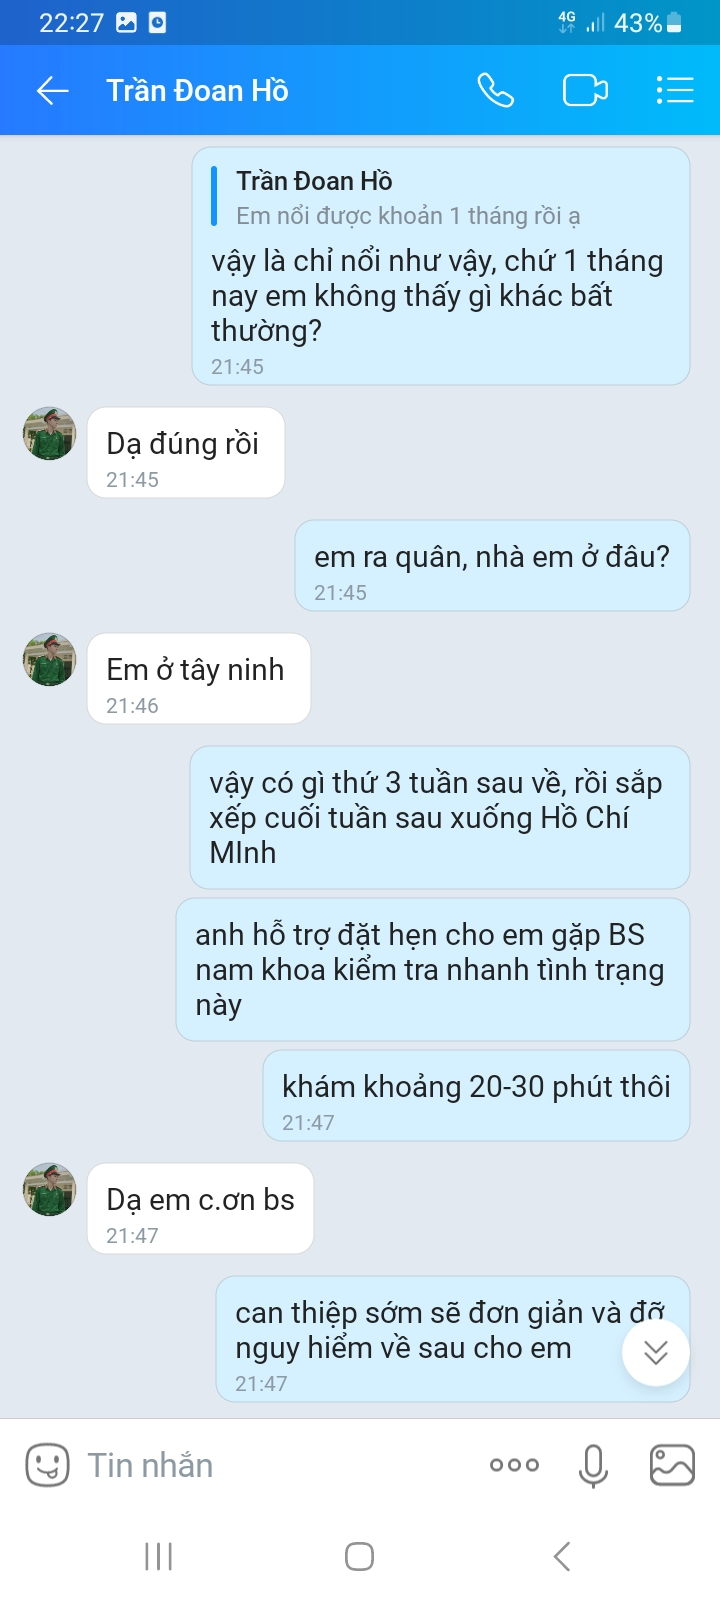 22:27
4G
43%
Trần Đoan Hồ
Trần Đoan Hồ
Em nổi được khoản 1 tháng rồi ạ
vậy là chỉ nổi như vậy, chứ 1 tháng
nay em không thấy gì khác bất
thường?
21:45
Dạ đúng rồi
21:45
em ra quân, nhà em ở đâu?
21:45
Em ở tây ninh
21:46
vậy có gì thứ 3 tuần sau về, rồi sắp
xếp cuối tuần sau xuống Hồ Chí
MInh
anh hỗ trợ đặt hẹn cho em gặp BS
nam khoa kiểm tra nhanh tình trạng
này
khám khoảng 20-30 phút thôi
21:47
Dạ em c.ơn bs
21:47
can thiệp sớm sẽ đơn giản và đỡ
nguy hiểm về sau cho em
21:47
Tin nhắn